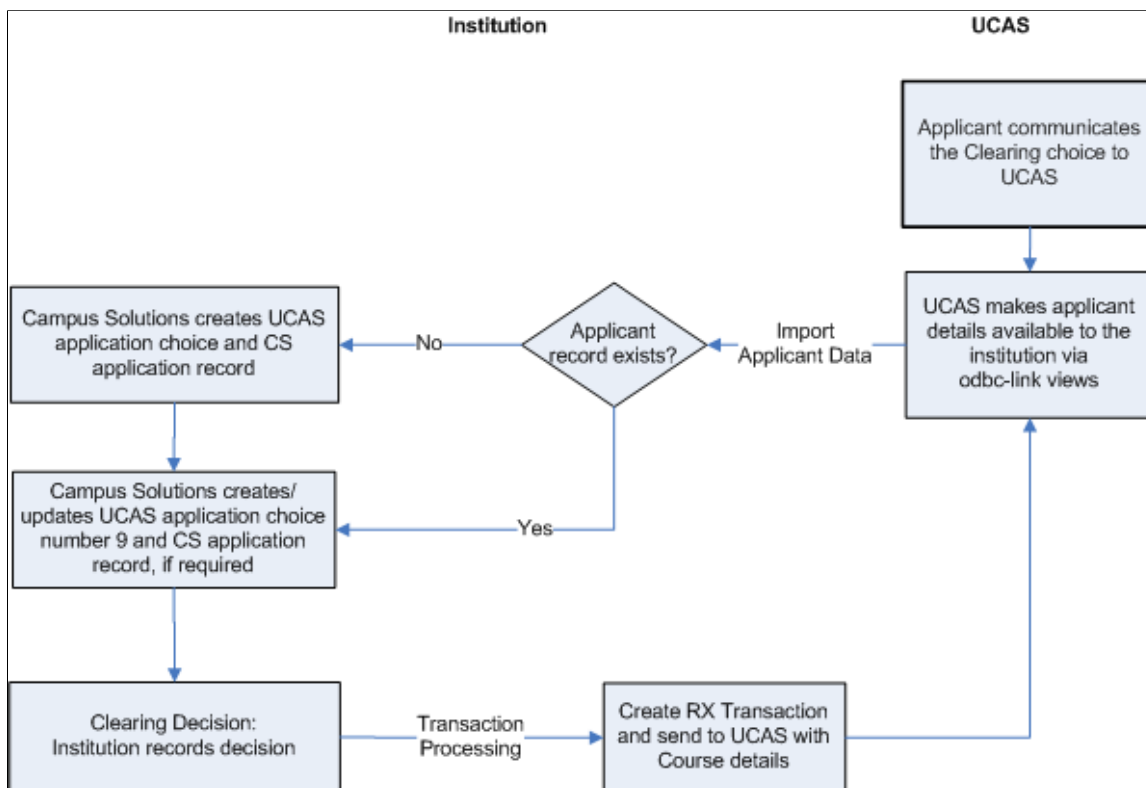 Institution
UCAS
Applicant communicates
the Clearing choice to
UCAS
UCAS makes applicant
details available to the
institution via
odbc-link views
Import
Applicant Data
Applicant
record exists?
No
Campus Solutions creates UCAS
application choice and CS
application record
Yes
Campus Solutions creates/
updates UCAS application choice
number 9 and CS application
record, if required
Clearing Decision:
Institution records decision
Transaction
Processing
Create RX Transaction
and send to UCAS with
Course details